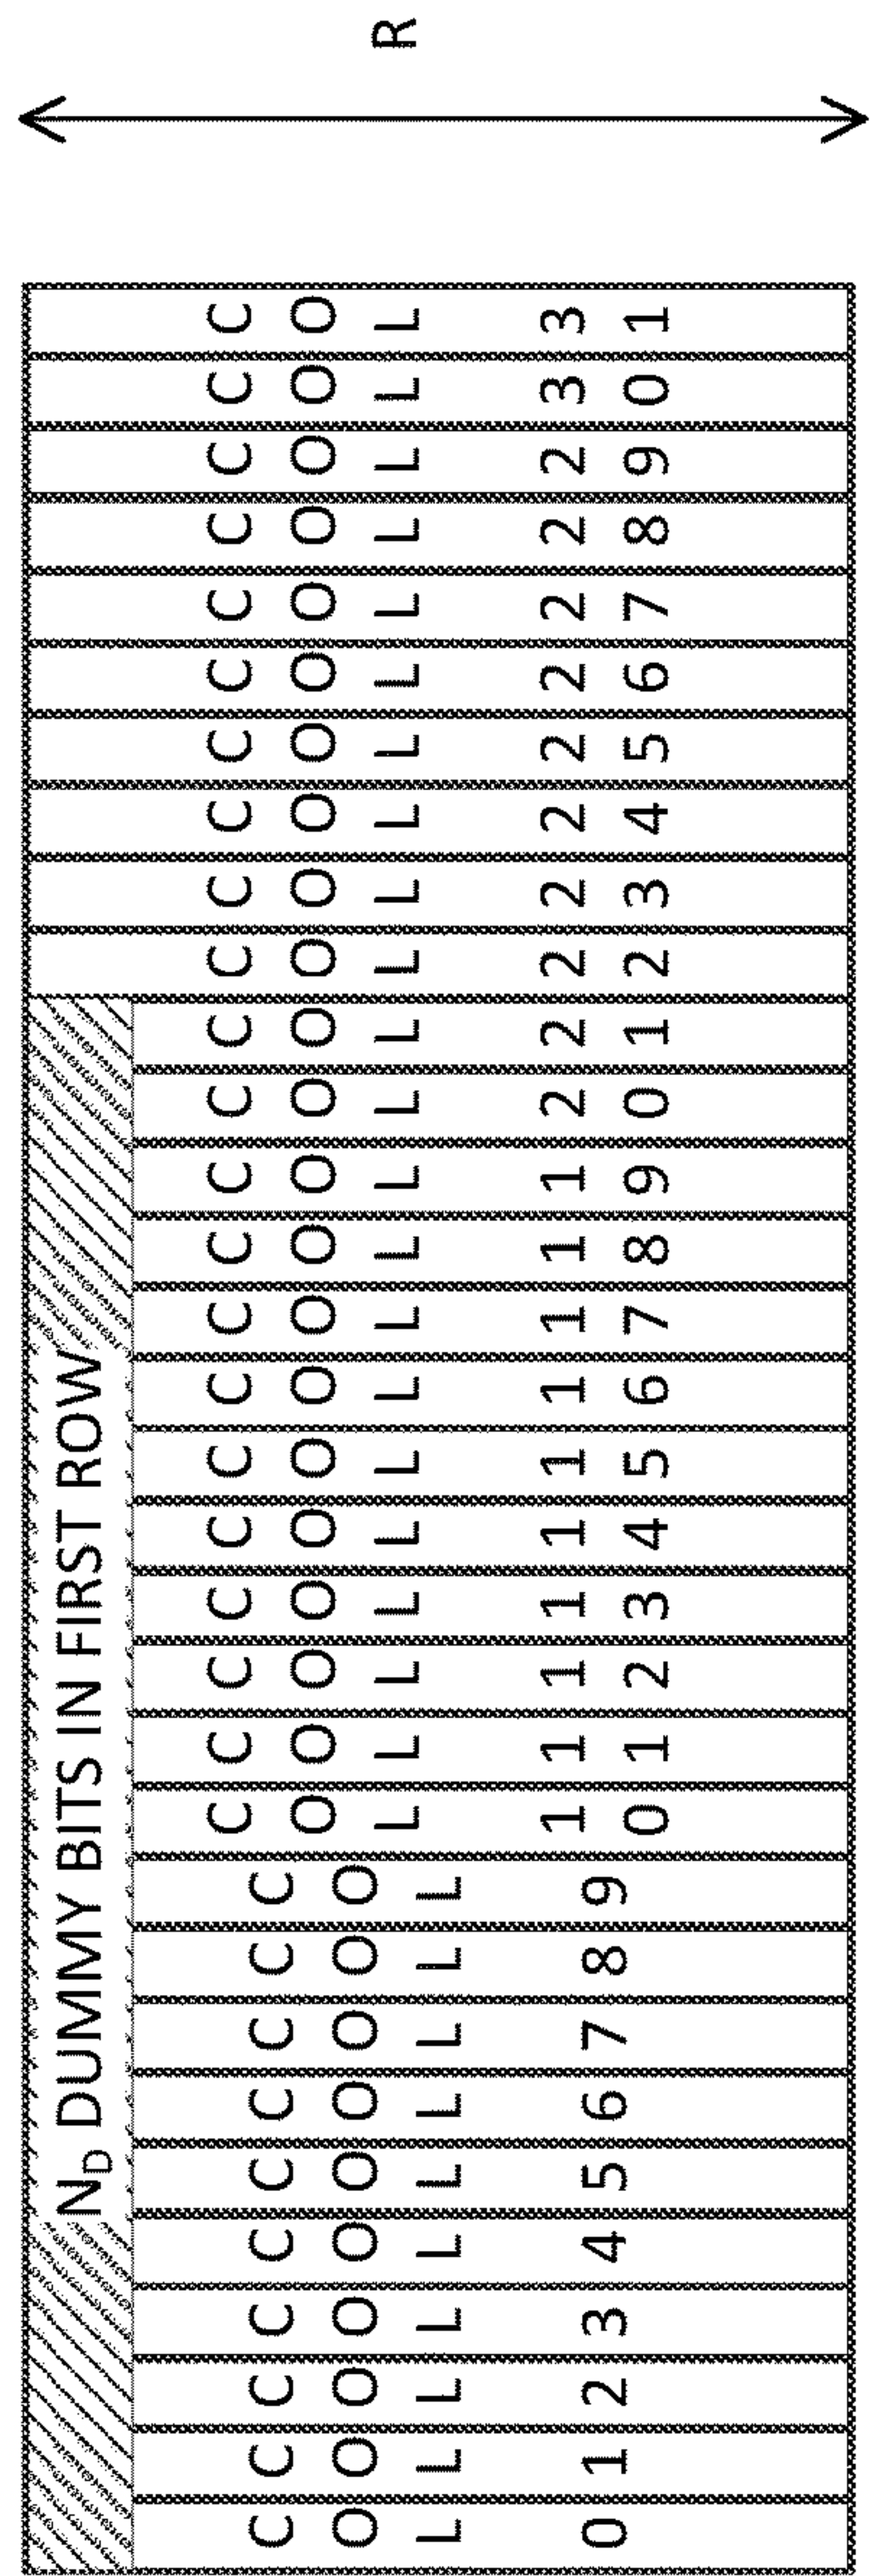 N_D DUMMY BITS IN FIRST ROW
COL 0
COL 1
COL 2
COL 3
COL 4
COL 5
COL 6
COL 7
COL 8
COL 9
COL 10
COL 11
COL 12
COL 13
COL 14
COL 15
COL 16
COL 17
COL 18
COL 19
COL 20
COL 21
COL 22
COL 23
COL 24
COL 25
COL 26
COL 27
COL 28
COL 29
COL 30
COL 31
R